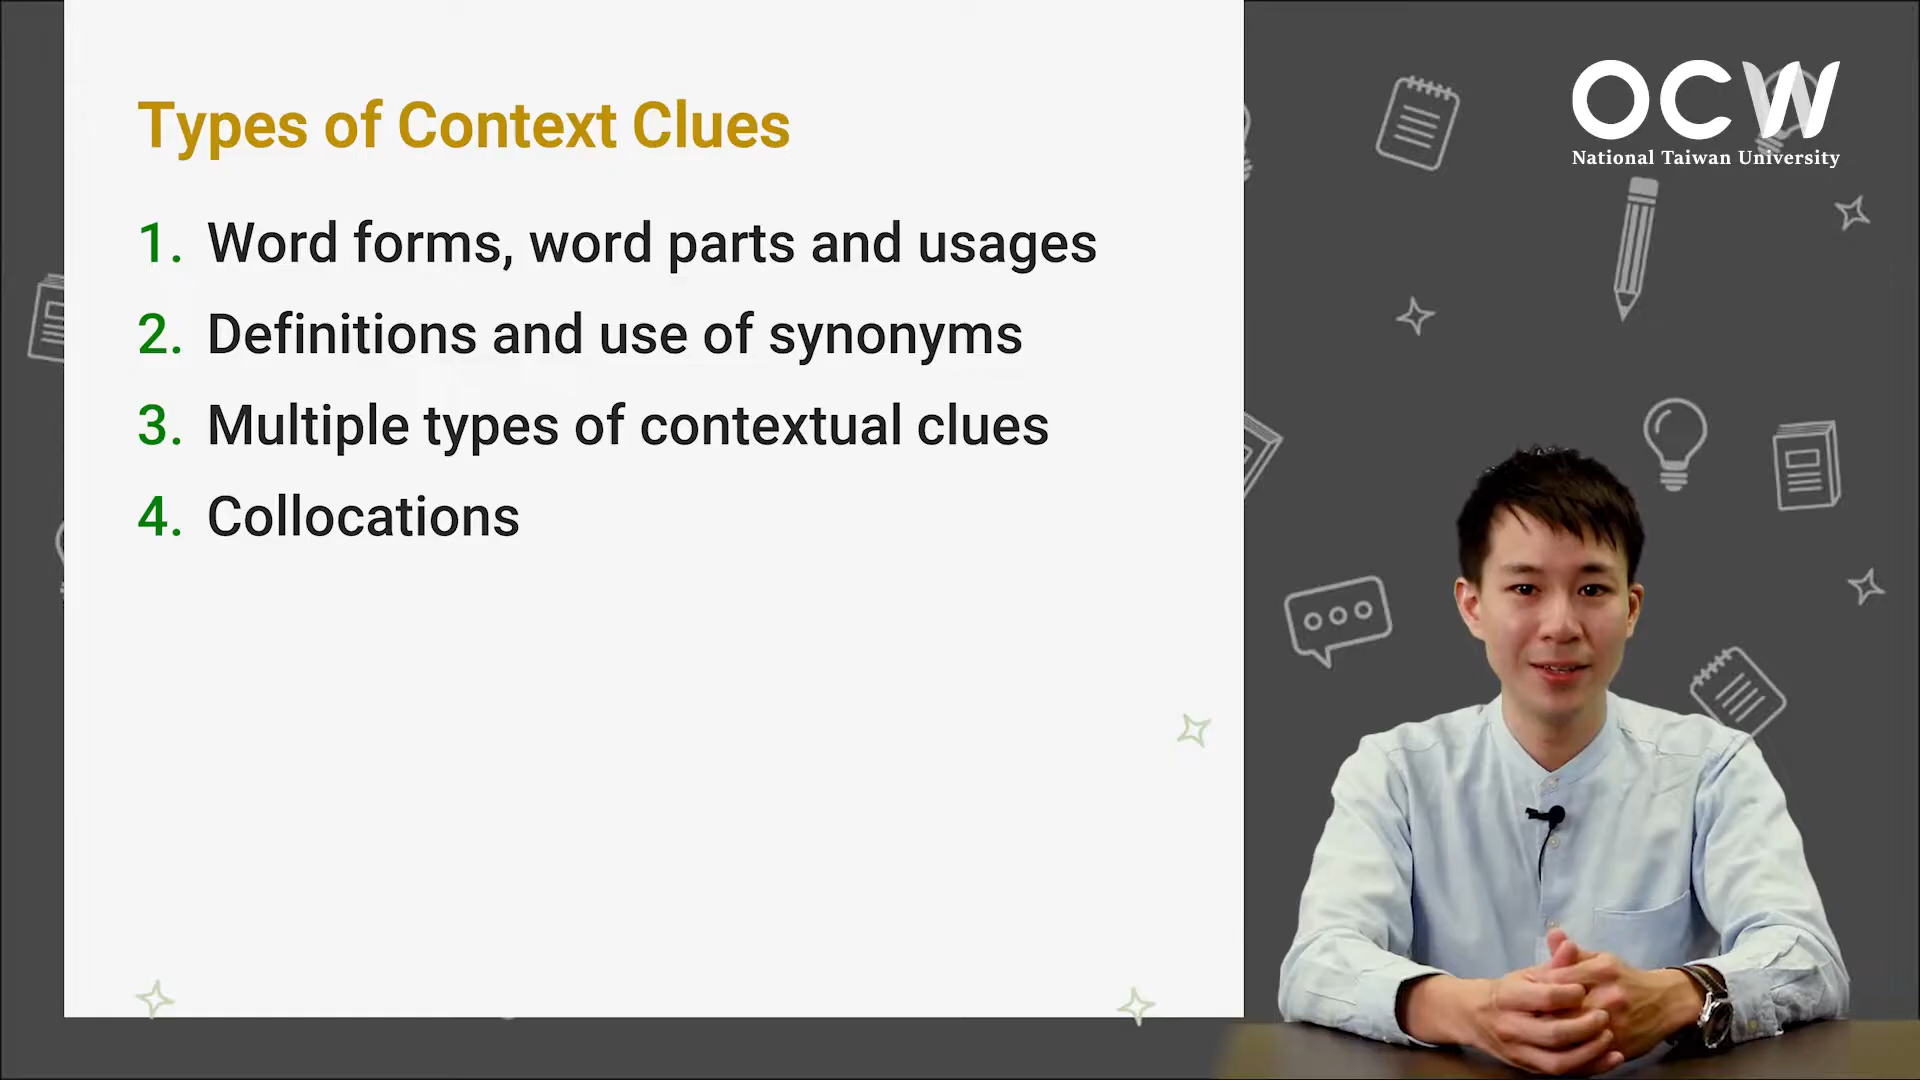 Types of Context Clues
1. Word forms, word parts and usages
2. Definitions and use of synonyms
3. Multiple types of contextual clues
4. Collocations
OCW
National Taiwan University